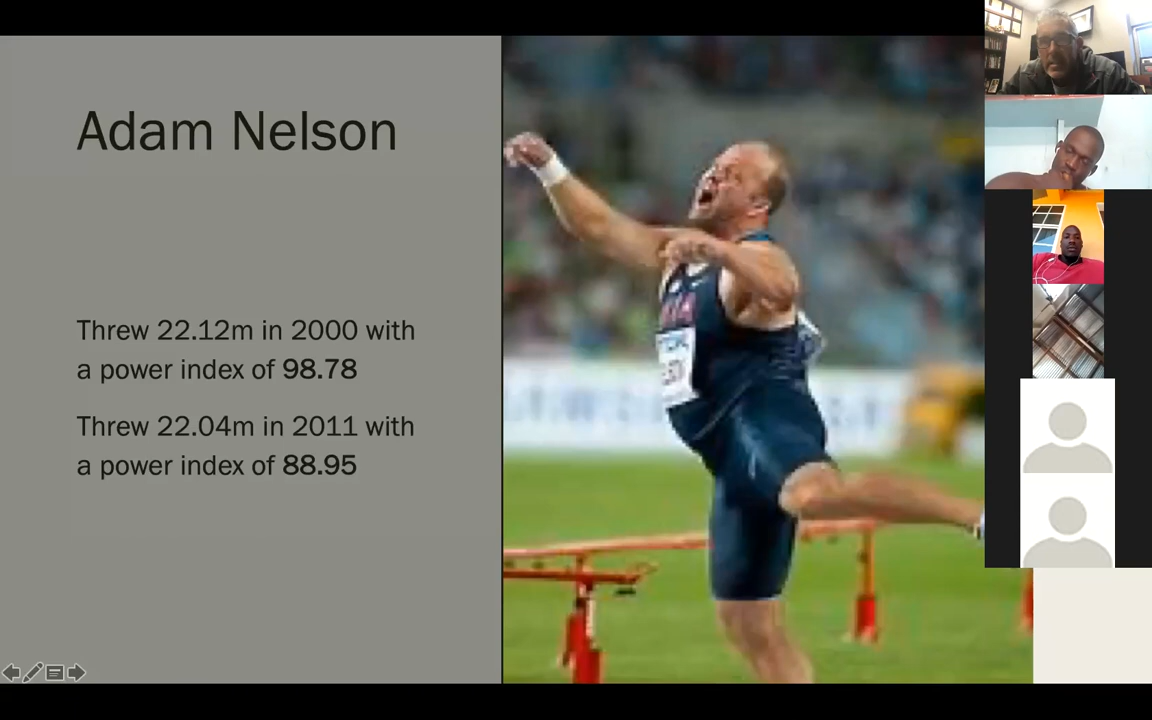 Adam Nelson
Threw 22.12m in 2000 with
a power index of 98.78
Threw 22.04m in 2011 with
a power index of 88.95